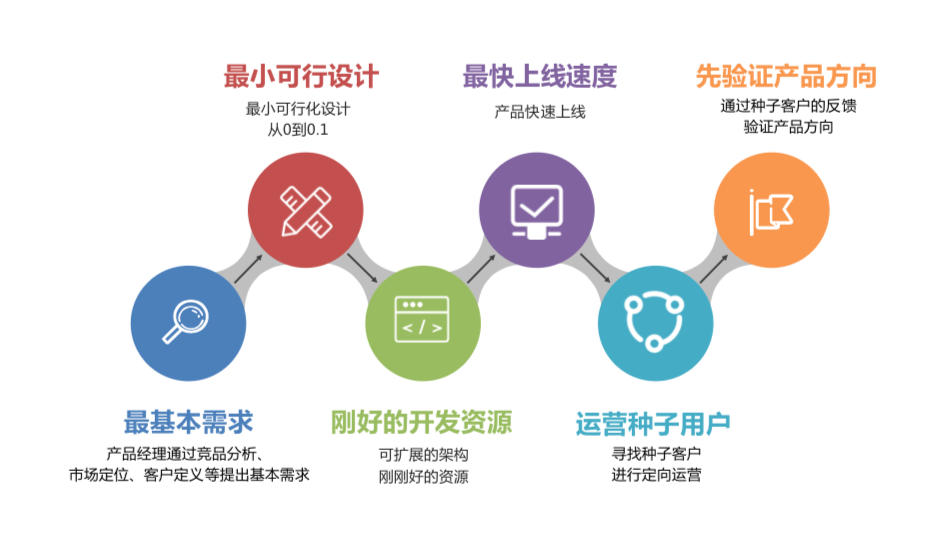 最小可行设计
最小可行化设计
从0到0.1
最快上线速度
产品快速上线
先验证产品方向
通过种子客户的反馈
验证产品方向
</>
最基本需求
产品经理通过竞品分析、
市场定位、客户定义等提出基本需求
刚好的开发资源
可扩展的架构
刚刚好的资源
运营种子用户
寻找种子客户
进行定向运营